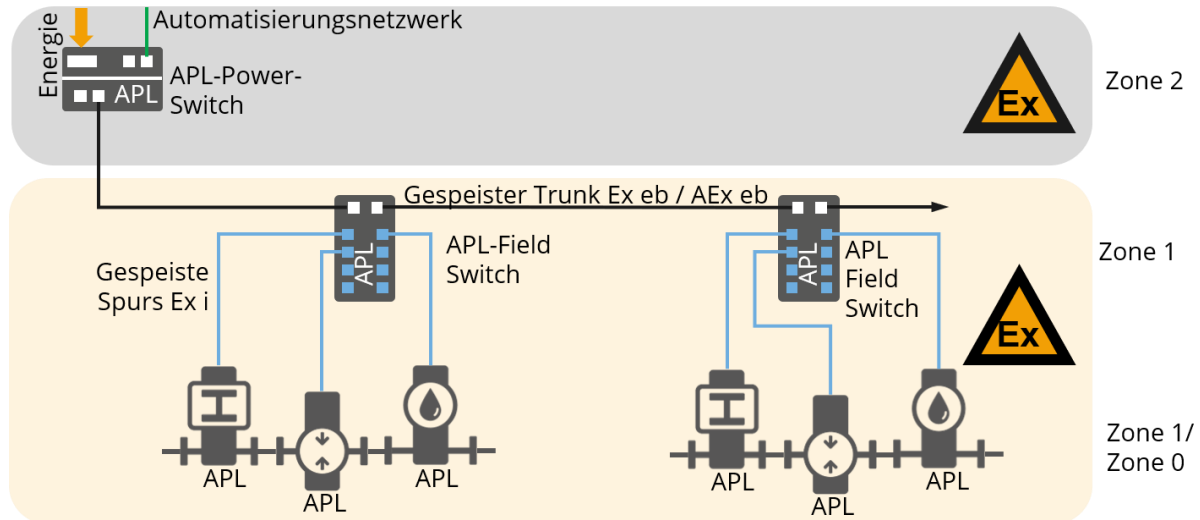 Automatisierungsnetzwerk
Energie
APL-Power-
Switch
APL
Ex
Zone 2
Gespeister Trunk Ex eb / AEx eb
APL
APL-Field
Switch
APL
APL
Field
Switch
Zone 1
Gespeiste
Spurs Ex i
Ex
APL
APL
APL
APL
APL
APL
Zone 1/
Zone 0